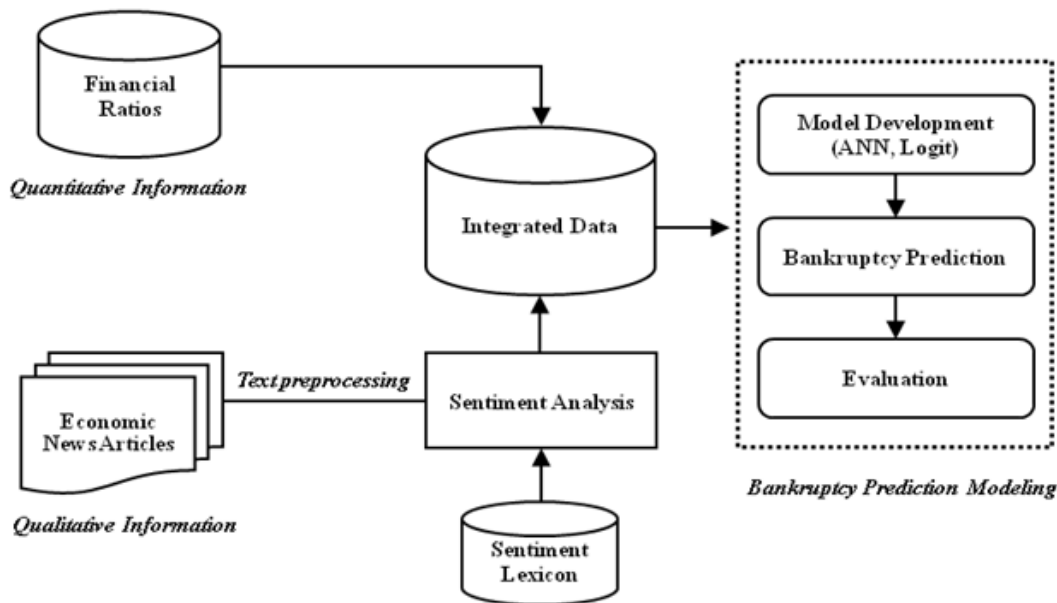 Financial
Ratios
Quantitative Information
Integrated Data
Model Development
(ANN, Logit)
Bankruptcy Prediction
Evaluation
Bankruptcy Prediction Modeling
Text preprocessing
Sentiment Analysis
Economic
News Articles
Qualitative Information
Sentiment
Lexicon